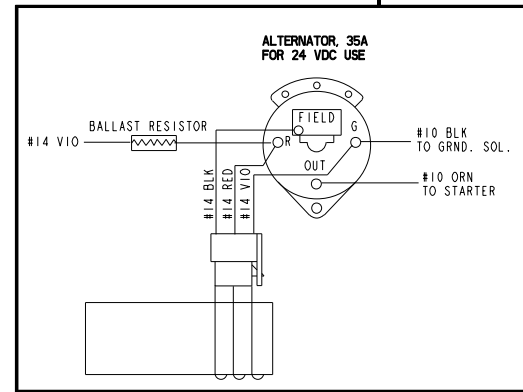 ALTERNATOR, 35A
FOR 24 VDC USE
FIELD
BALLAST RESISTOR
#14 VIO
R
G
#10 BLK
TO GRND. SOL.
OUT
#10 ORN
TO STARTER
#14 BLK
#14 RED
#14 VIO